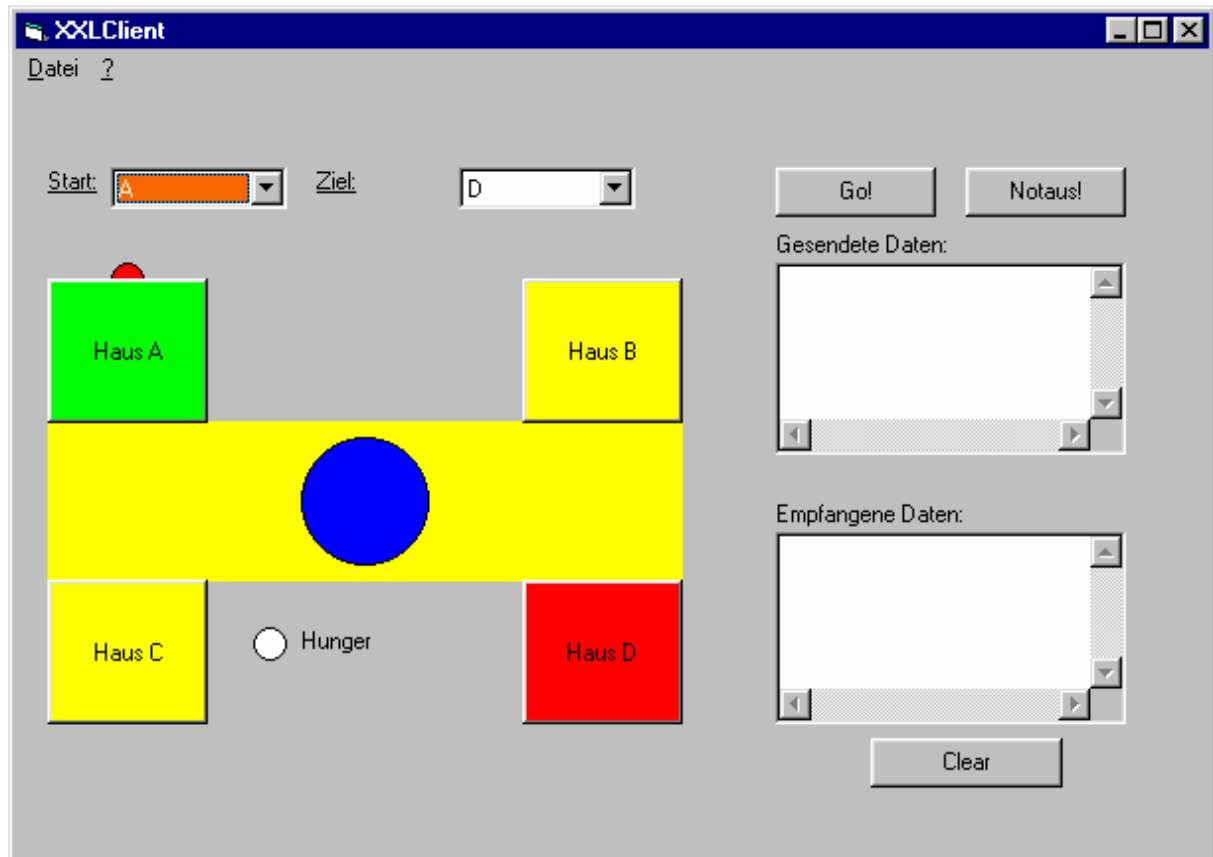 XXLClient
Datei ?
Start: A Ziel: D Go! Notaus!
Gesendete Daten:
Haus A Haus B
Empfangene Daten:
Haus C Hunger Haus D
Clear